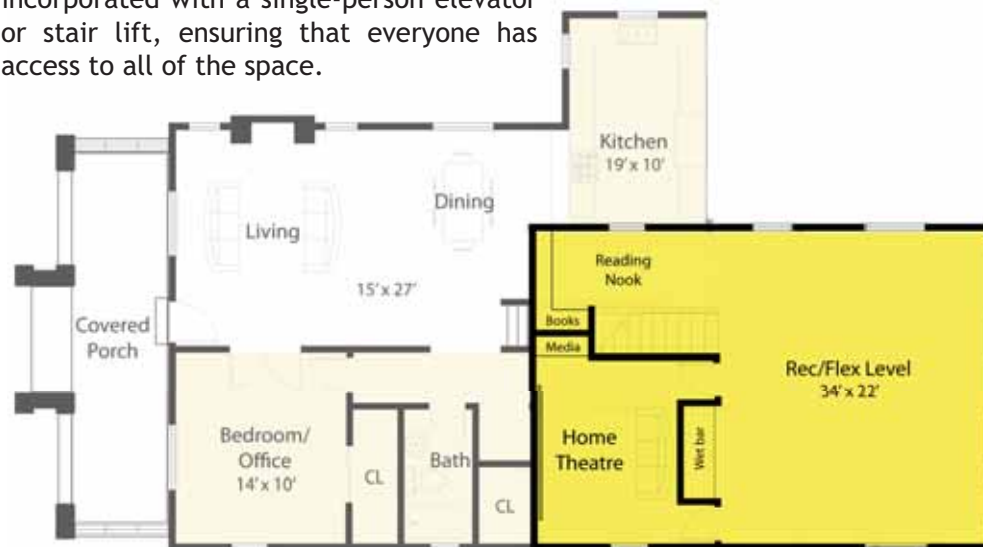 incorporated with a single-person elevator
or stair lift, ensuring that everyone has
access to all of the space.
Kitchen
19' x 10'
Dining
Living
15' x 27'
Reading
Nook
Books
Media
Covered
Porch
Rec/Flex Level
34' x 22'
Bedroom/
Office
14' x 10'
CL
Bath
CL
Home
Theatre
Wet bar